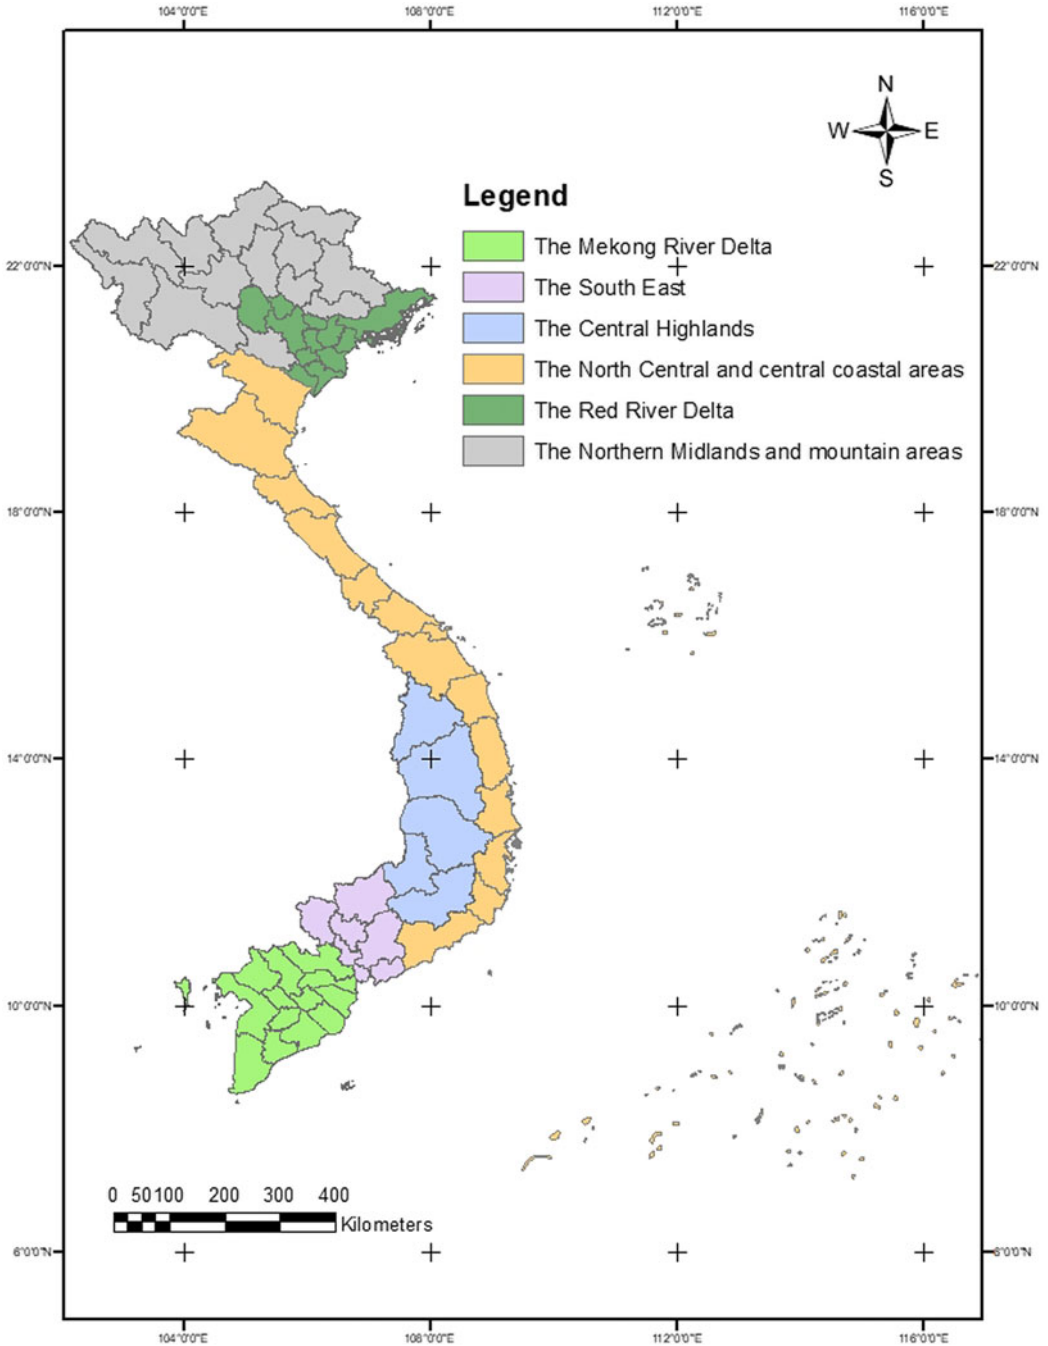 104°0'0"E 108°0'0"E 112°0'0"E 116°0'0"E
N
W E
S
Legend
The Mekong River Delta
The South East
The Central Highlands
The North Central and central coastal areas
The Red River Delta
The Northern Midlands and mountain areas
22°0'0"N 22°0'0"N
18°0'0"N 18°0'0"N
14°0'0"N 14°0'0"N
10°0'0"N 10°0'0"N
0 50 100 200 300 400
Kilometers
6°0'0"N 6°0'0"N
104°0'0"E 108°0'0"E 112°0'0"E 116°0'0"E